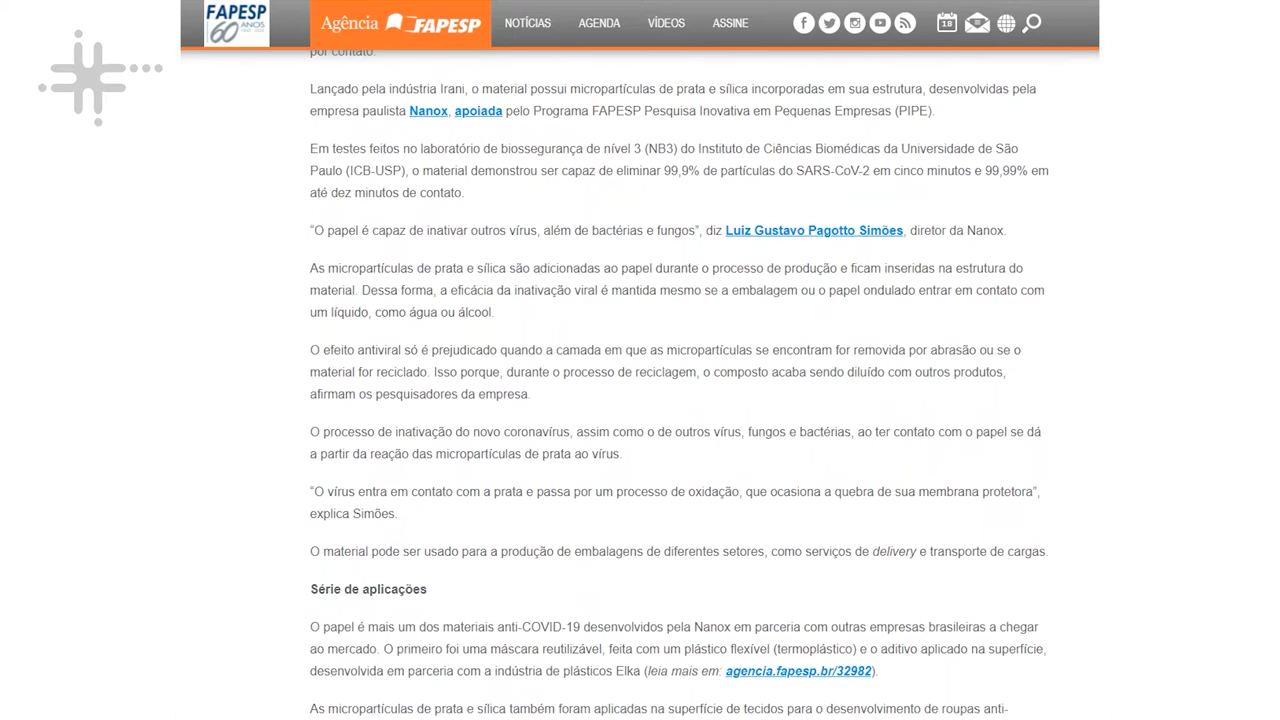 FAPESP
60 ANOS
Agência FAPESP
NOTÍCIAS AGENDA VÍDEOS ASSINE
18
por contato.
Lançado pela indústria Irani, o material possui micropartículas de prata e sílica incorporadas em sua estrutura, desenvolvidas pela
empresa paulista Nanox, apoiada pelo Programa FAPESP Pesquisa Inovativa em Pequenas Empresas (PIPE).
Em testes feitos no laboratório de biossegurança de nível 3 (NB3) do Instituto de Ciências Biomédicas da Universidade de São
Paulo (ICB-USP), o material demonstrou ser capaz de eliminar 99,9% de partículas do SARS-CoV-2 em cinco minutos e 99,99% em
até dez minutos de contato.
“O papel é capaz de inativar outros vírus, além de bactérias e fungos”, diz Luiz Gustavo Pagotto Simões, diretor da Nanox.
As micropartículas de prata e sílica são adicionadas ao papel durante o processo de produção e ficam inseridas na estrutura do
material. Dessa forma, a eficácia da inativação viral é mantida mesmo se a embalagem ou o papel ondulado entrar em contato com
um líquido, como água ou álcool.
O efeito antiviral só é prejudicado quando a camada em que as micropartículas se encontram for removida por abrasão ou se o
material for reciclado. Isso porque, durante o processo de reciclagem, o composto acaba sendo diluído com outros produtos,
afirmam os pesquisadores da empresa.
O processo de inativação do novo coronavírus, assim como o de outros vírus, fungos e bactérias, ao ter contato com o papel se dá
a partir da reação das micropartículas de prata ao vírus.
“O vírus entra em contato com a prata e passa por um processo de oxidação, que ocasiona a quebra de sua membrana protetora”,
explica Simões.
O material pode ser usado para a produção de embalagens de diferentes setores, como serviços de delivery e transporte de cargas.
Série de aplicações
O papel é mais um dos materiais anti-COVID-19 desenvolvidos pela Nanox em parceria com outras empresas brasileiras a chegar
ao mercado. O primeiro foi uma máscara reutilizável, feita com um plástico flexível (termoplástico) e o aditivo aplicado na superfície,
desenvolvida em parceria com a indústria de plásticos Elka (leia mais em: agencia.fapesp.br/32982).
As micropartículas de prata e sílica também foram aplicadas na superfície de tecidos para o desenvolvimento de roupas anti-